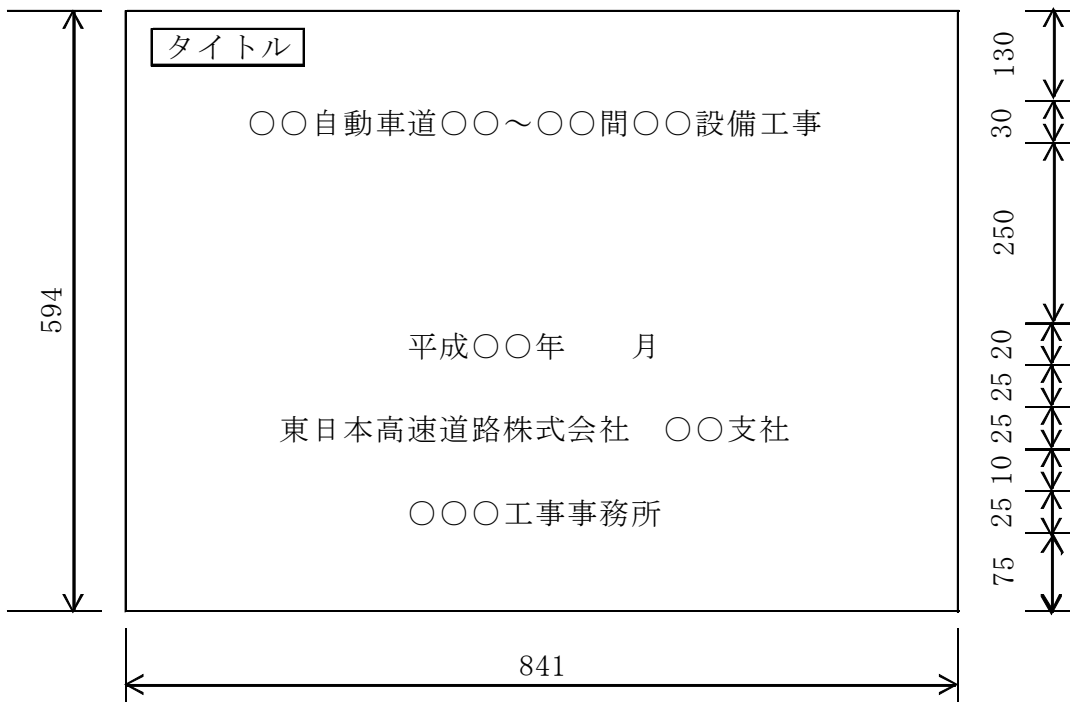 タイトル
○○自動車道○○～○○間○○設備工事
平成○○年　　月
東日本高速道路株式会社　○○支社
○○○工事事務所
594
841
130
30
250
20
25
25
10
25
75